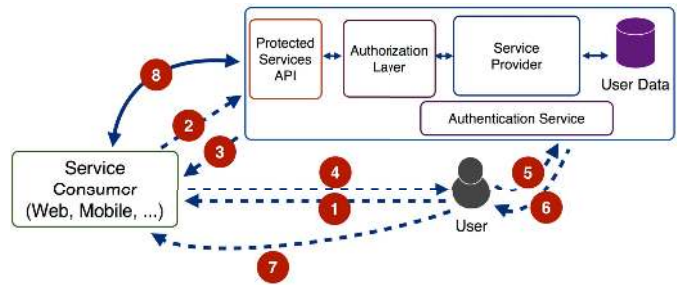 Protected
Services
API
Authorization
Layer
Service
Provider
User Data
Authentication Service
8
2
3
Service
Consumer
(Web, Mobile, ...)
4
1
5
6
User
7